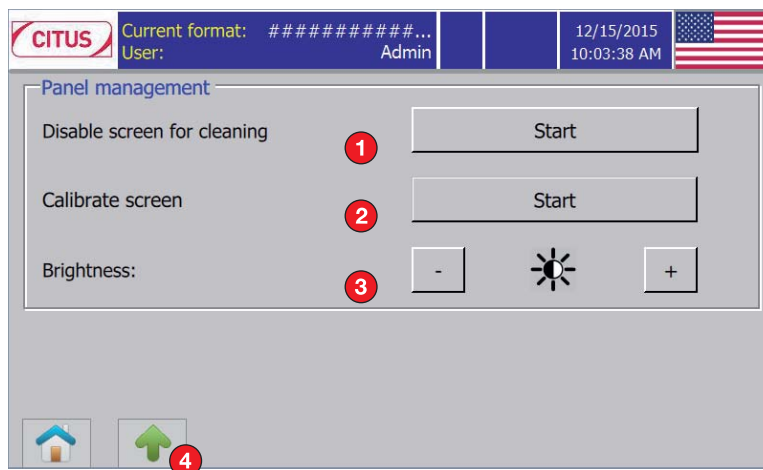 CITUS
Current format: ###########...
User: Admin
12/15/2015
10:03:38 AM
Panel management
Disable screen for cleaning 1 Start
Calibrate screen 2 Start
Brightness: 3 - +
4